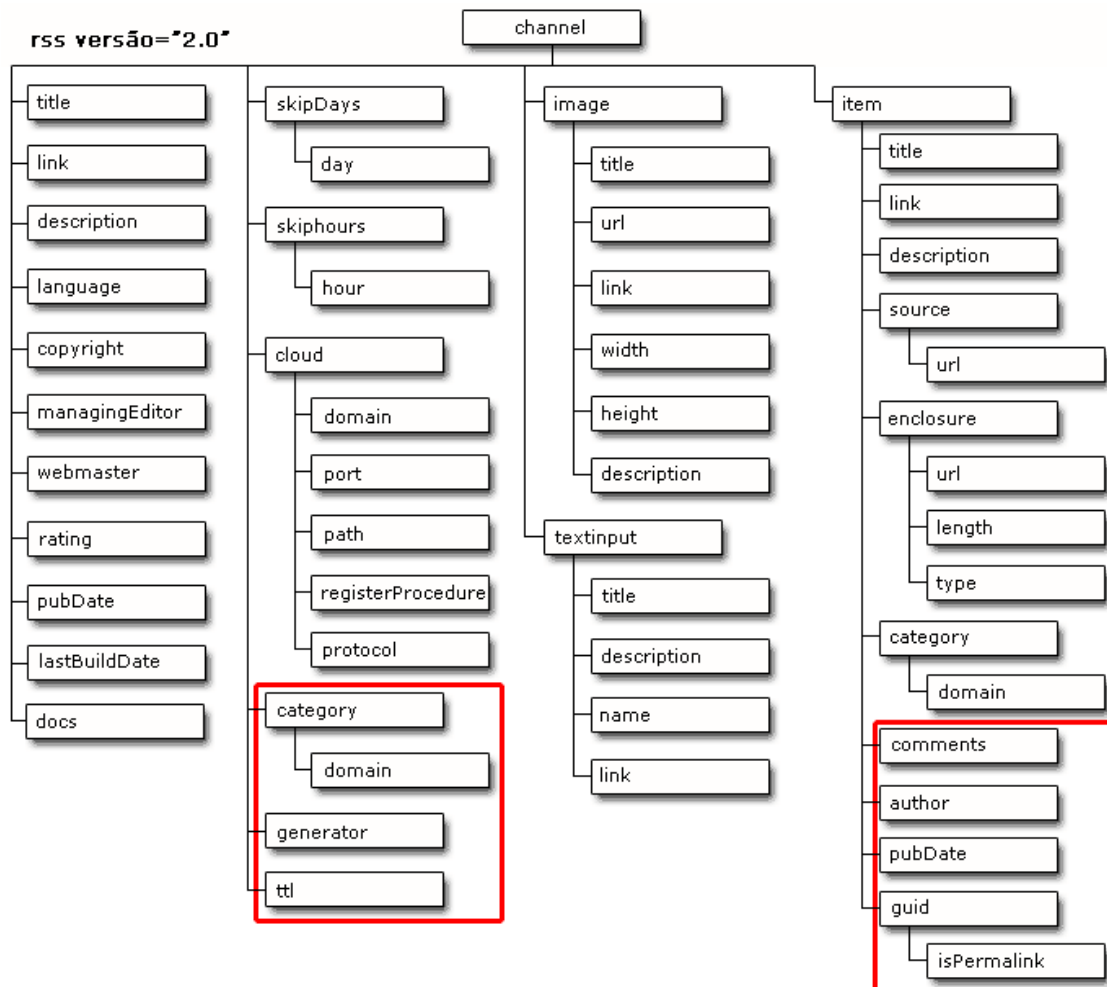 rss versão="2.0"
channel
title
link
description
language
copyright
managingEditor
webmaster
rating
pubDate
lastBuildDate
docs
skipDays
day
skiphours
hour
cloud
domain
port
path
registerProcedure
protocol
category
domain
generator
ttl
image
title
url
link
width
height
description
textinput
title
description
name
link
item
title
link
description
source
url
enclosure
url
length
type
category
domain
comments
author
pubDate
guid
isPermalink